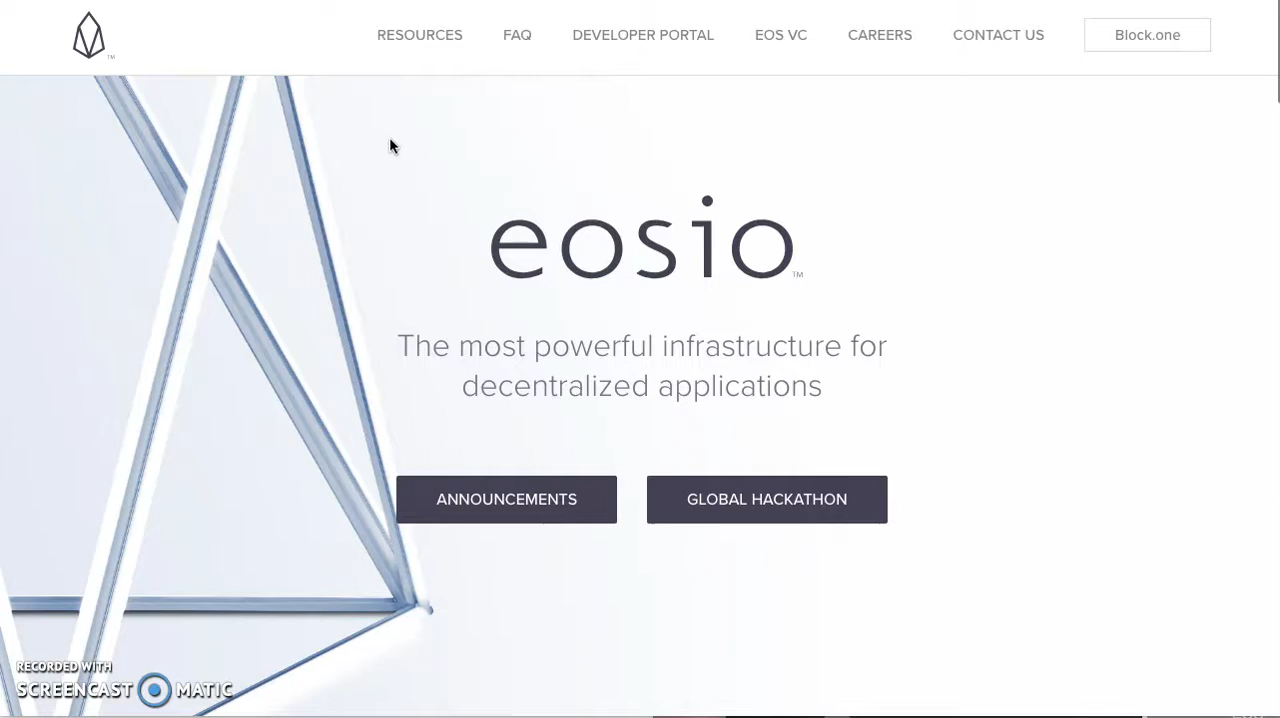 RESOURCES FAQ DEVELOPER PORTAL EOS VC CAREERS CONTACT US Block.one
TM
eosio
TM
The most powerful infrastructure for
decentralized applications
ANNOUNCEMENTS GLOBAL HACKATHON
RECORDED WITH
SCREENCAST MATIC